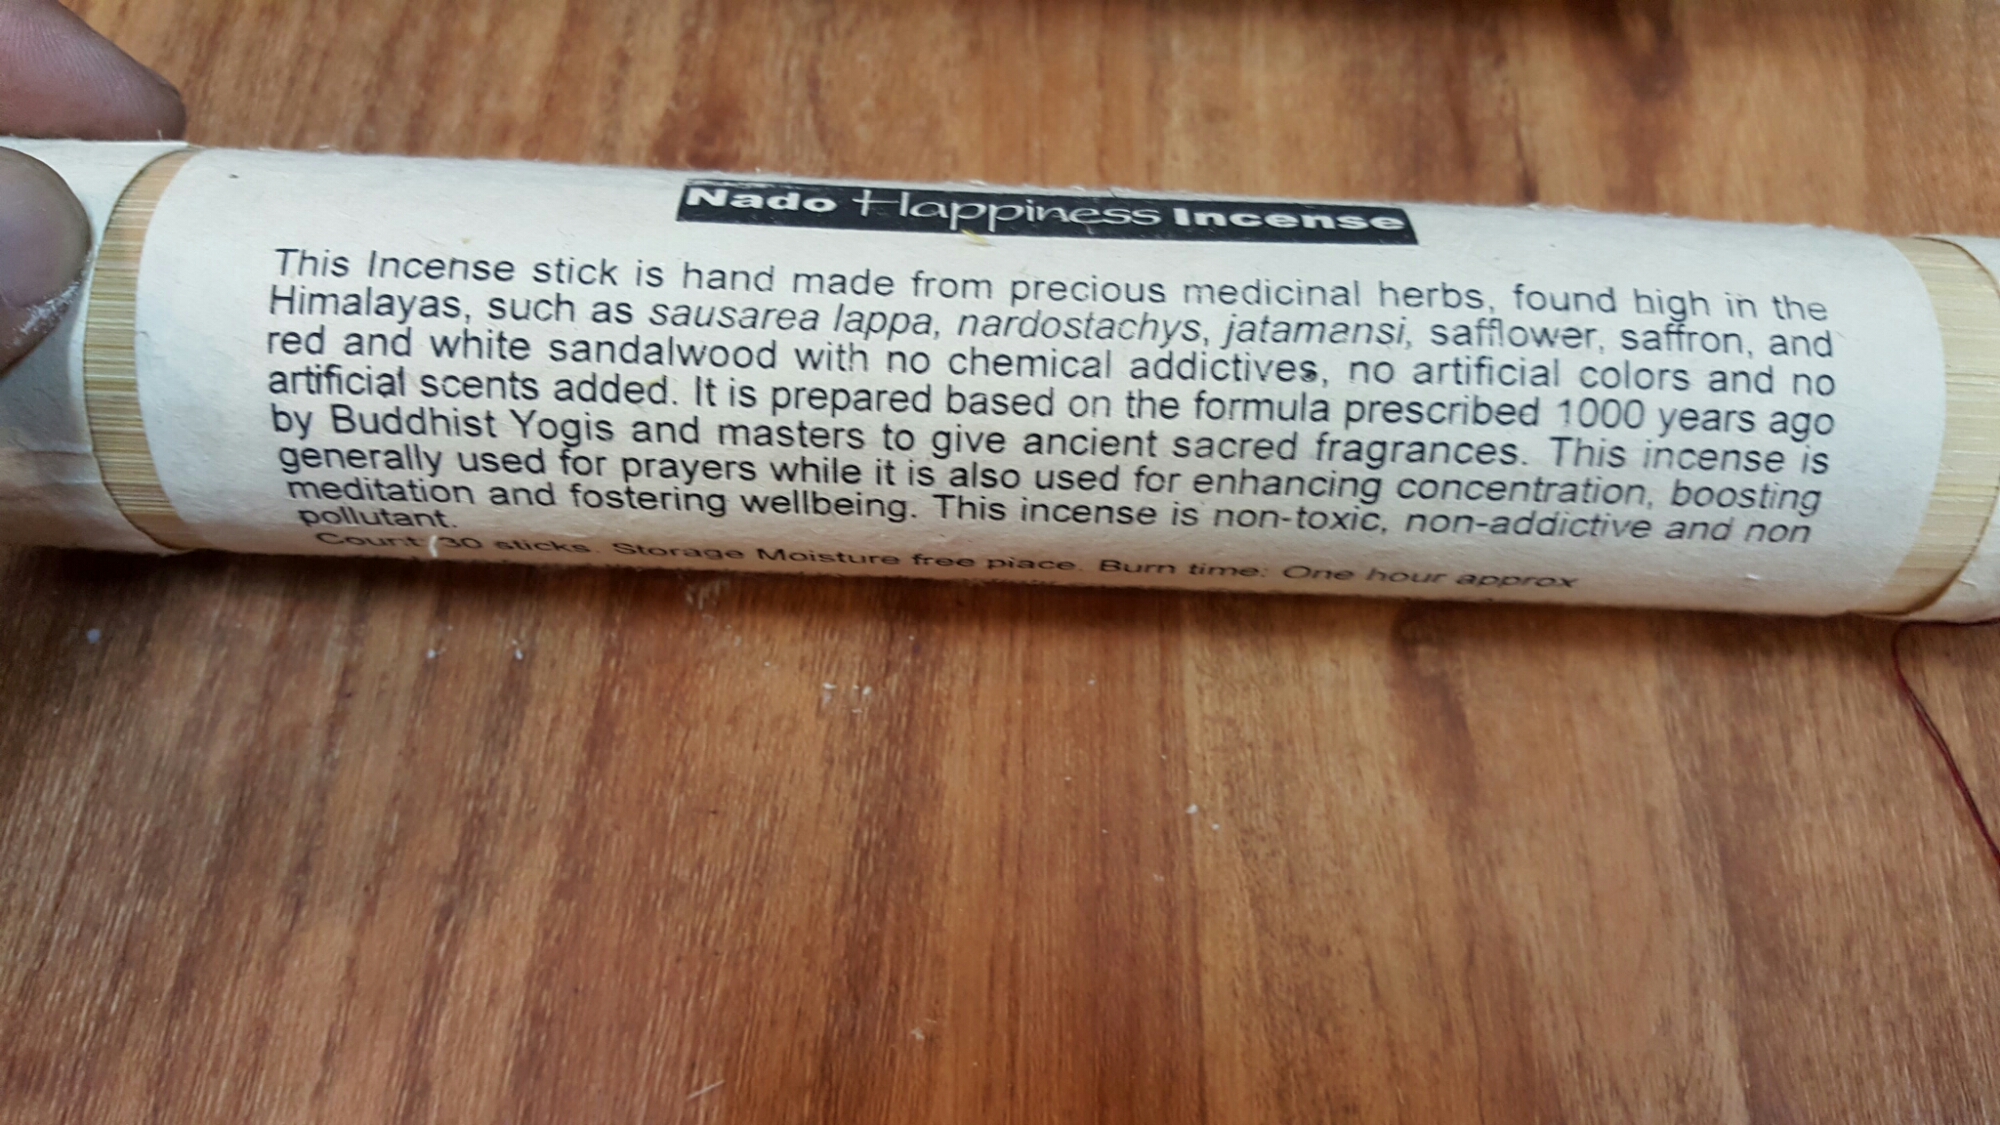 Nado Happiness Incense
This Incense stick is hand made from precious medicinal herbs, found high in the
Himalayas, such as sausarea lappa, nardostachys, jatamansi, safflower, saffron, and
red and white sandalwood with no chemical addictives, no artificial colors and no
artificial scents added. It is prepared based on the formula prescribed 1000 years ago
by Buddhist Yogis and masters to give ancient sacred fragrances. This incense is
generally used for prayers while it is also used for enhancing concentration, boosting
meditation and fostering wellbeing. This incense is non-toxic, non-addictive and non
pollutant.
Count 30 sticks. Storage Moisture free place. Burn time: One hour approx